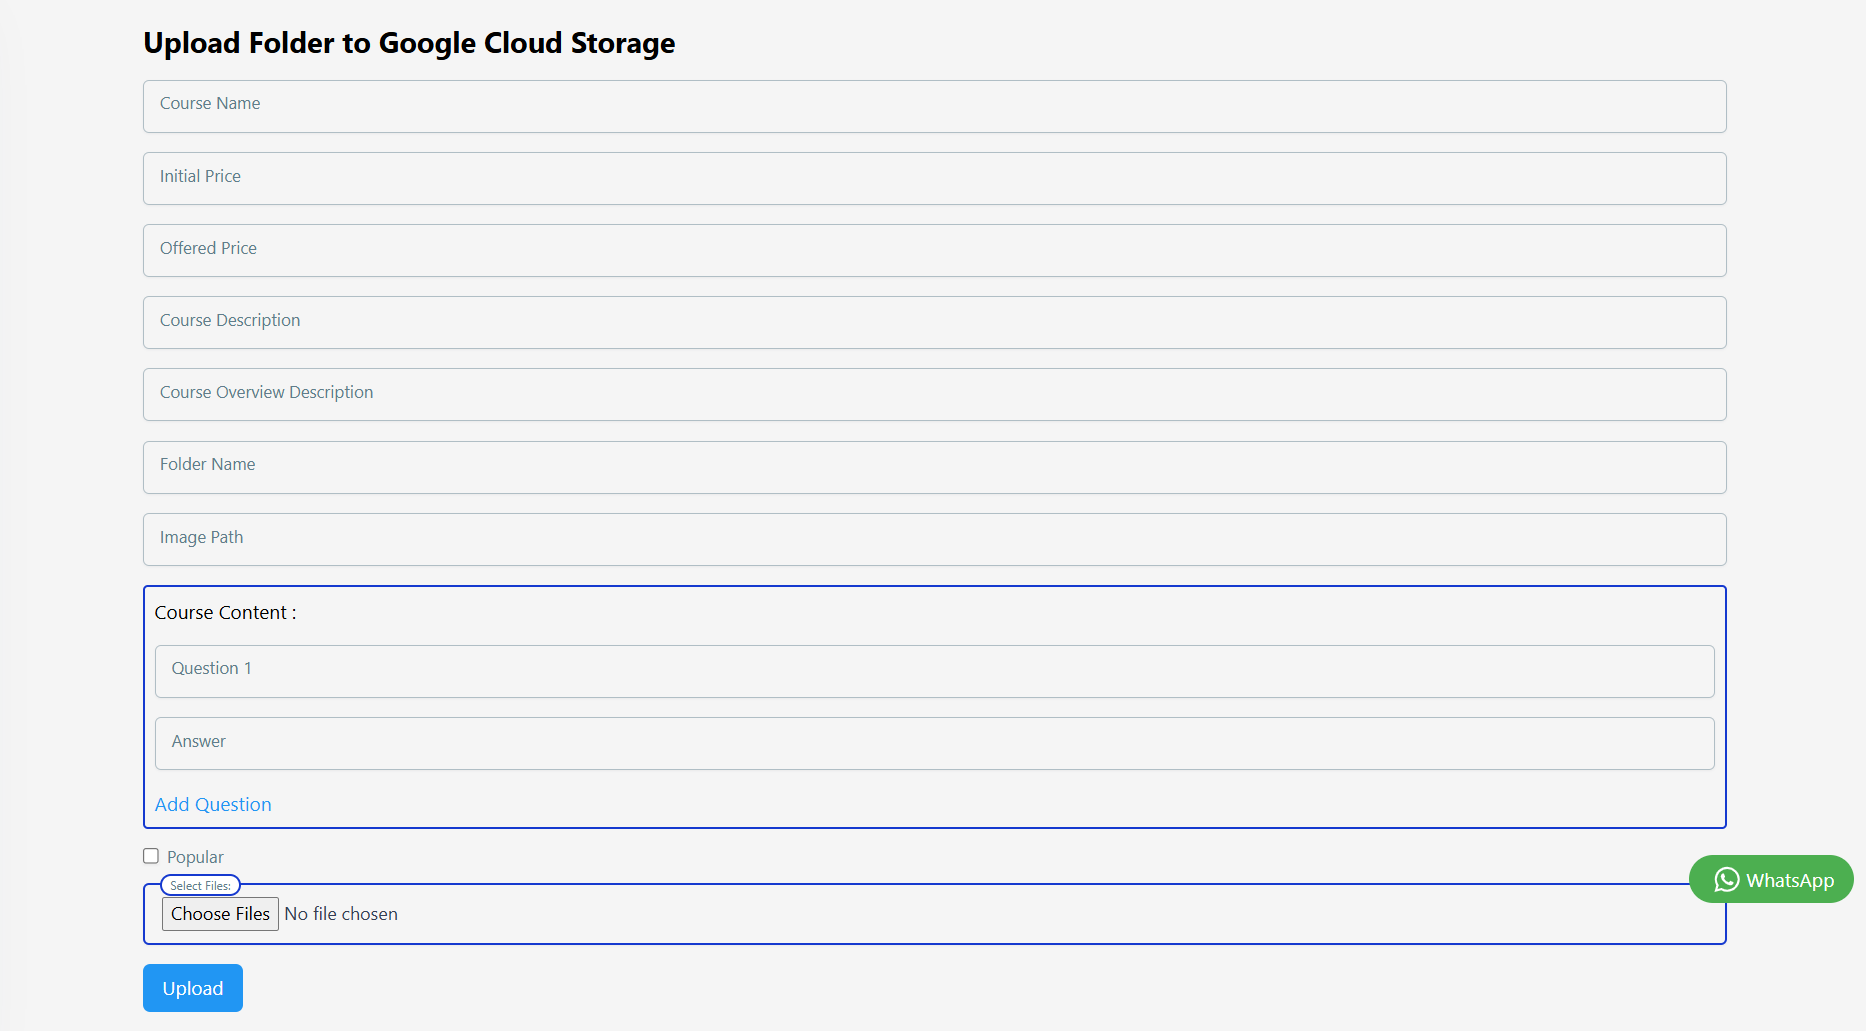 Upload Folder to Google Cloud Storage
Course Name
Initial Price
Offered Price
Course Description
Course Overview Description
Folder Name
Image Path
Course Content :
Question 1
Answer
Add Question
Popular
Select Files:
Choose Files No file chosen
WhatsApp
Upload